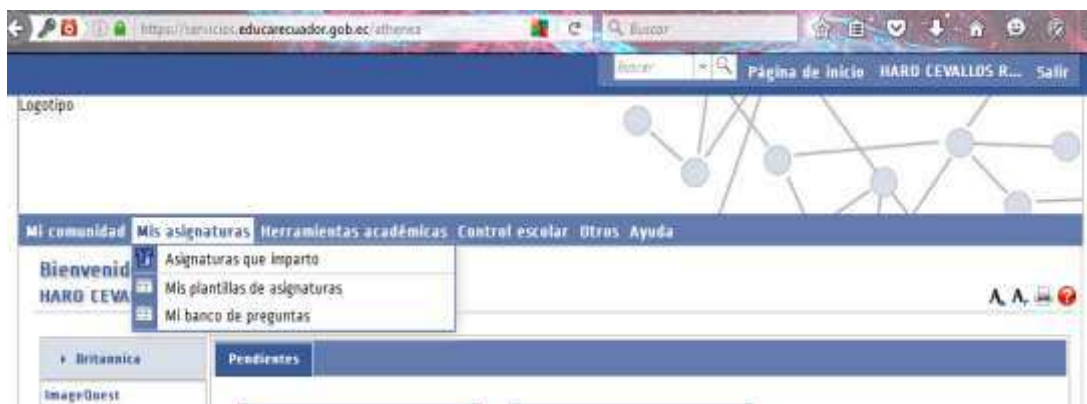 https://servicios.educarecuador.gob.ec/athenea
Buscar
Buscar Página de inicio HARO CEVALLOS R... Salir
Logotipo
Mi comunidad Mis asignaturas Herramientas académicas Control escolar Otros Ayuda
Bienvenid
HARO CEVA
Asignaturas que imparto
Mis plantillas de asignaturas
Mi banco de preguntas
A A
Britannica
Pendientes
ImageQuest